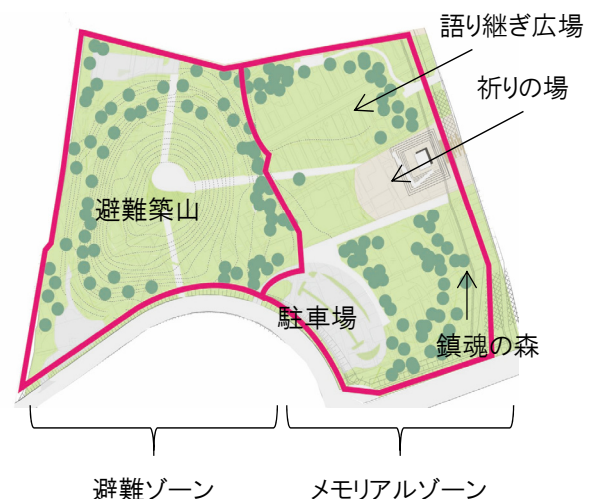 語り継ぎ広場
祈りの場
避難築山
駐車場
鎮魂の森
避難ゾーン
メモリアルゾーン